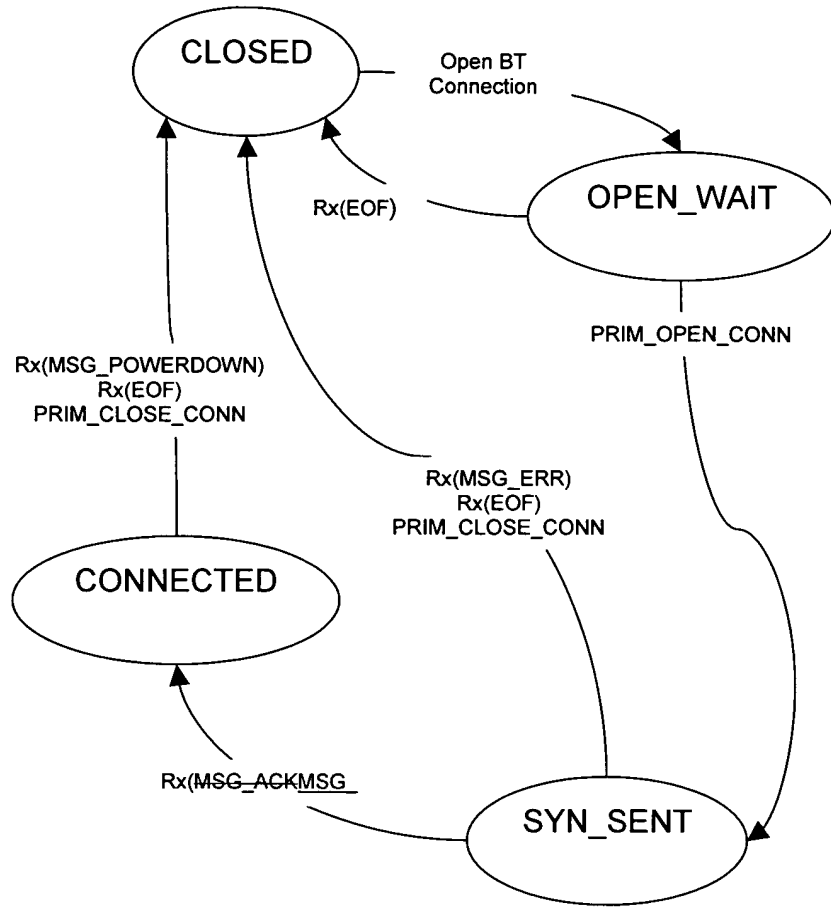 CLOSED
Open BT
Connection
OPEN_WAIT
Rx(EOF)
PRIM_OPEN_CONN
Rx(MSG_POWERDOWN)
Rx(EOF)
PRIM_CLOSE_CONN
Rx(MSG_ERR)
Rx(EOF)
PRIM_CLOSE_CONN
CONNECTED
Rx(MSG_ACKMSG_
SYN_SENT